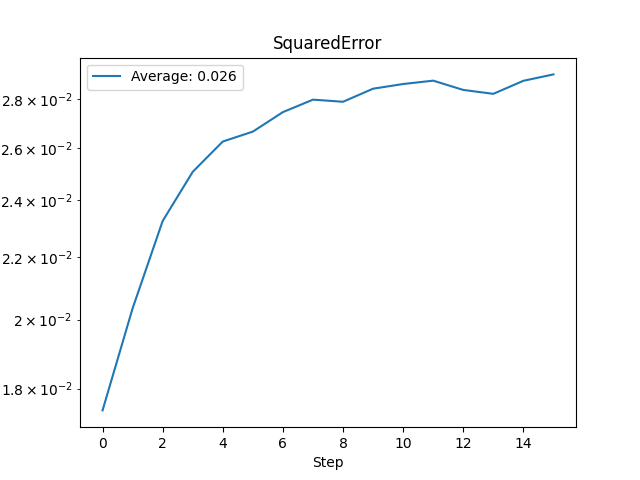 SquaredError
Average: 0.026
2.8 × 10⁻²
2.6 × 10⁻²
2.4 × 10⁻²
2.2 × 10⁻²
2 × 10⁻²
1.8 × 10⁻²
0 2 4 6 8 10 12 14
Step